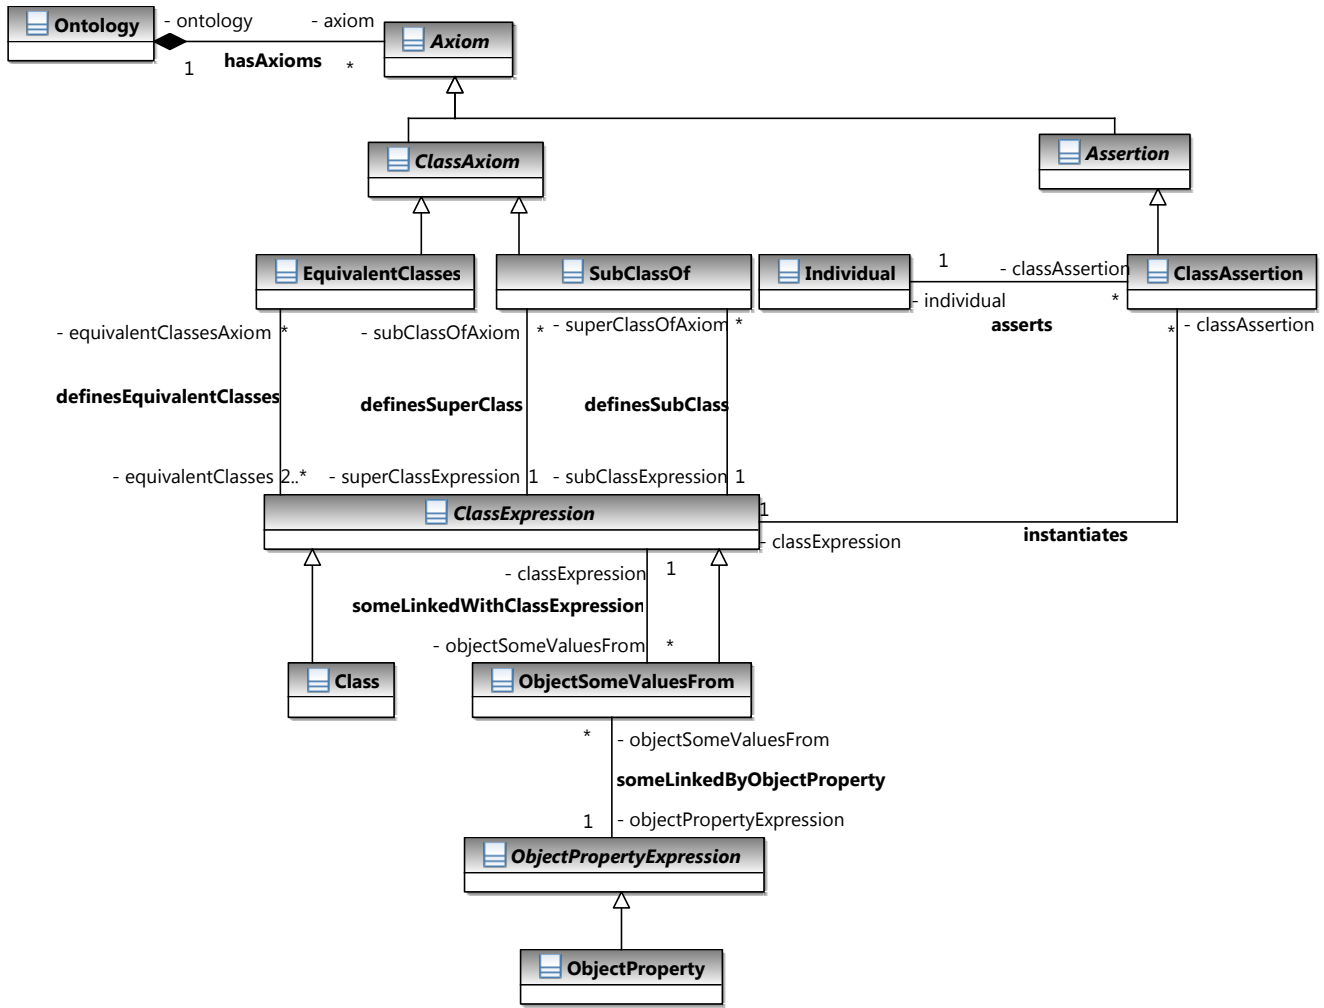 Ontology
- ontology
- axiom
Axiom
hasAxioms
1
*
ClassAxiom
Assertion
EquivalentClasses
SubClassOf
Individual
1
- classAssertion
ClassAssertion
- individual
*
asserts
- equivalentClassesAxiom *
- subClassOfAxiom *
- superClassOfAxiom *
* - classAssertion
definesEquivalentClasses
definesSuperClass
definesSubClass
- equivalentClasses 2..*
- superClassExpression 1
- subClassExpression 1
ClassExpression
1
- classExpression
instantiates
- classExpression 1
someLinkedWithClassExpression
- objectSomeValuesFrom *
Class
ObjectSomeValuesFrom
* - objectSomeValuesFrom
someLinkedByObjectProperty
1 - objectPropertyExpression
ObjectPropertyExpression
ObjectProperty